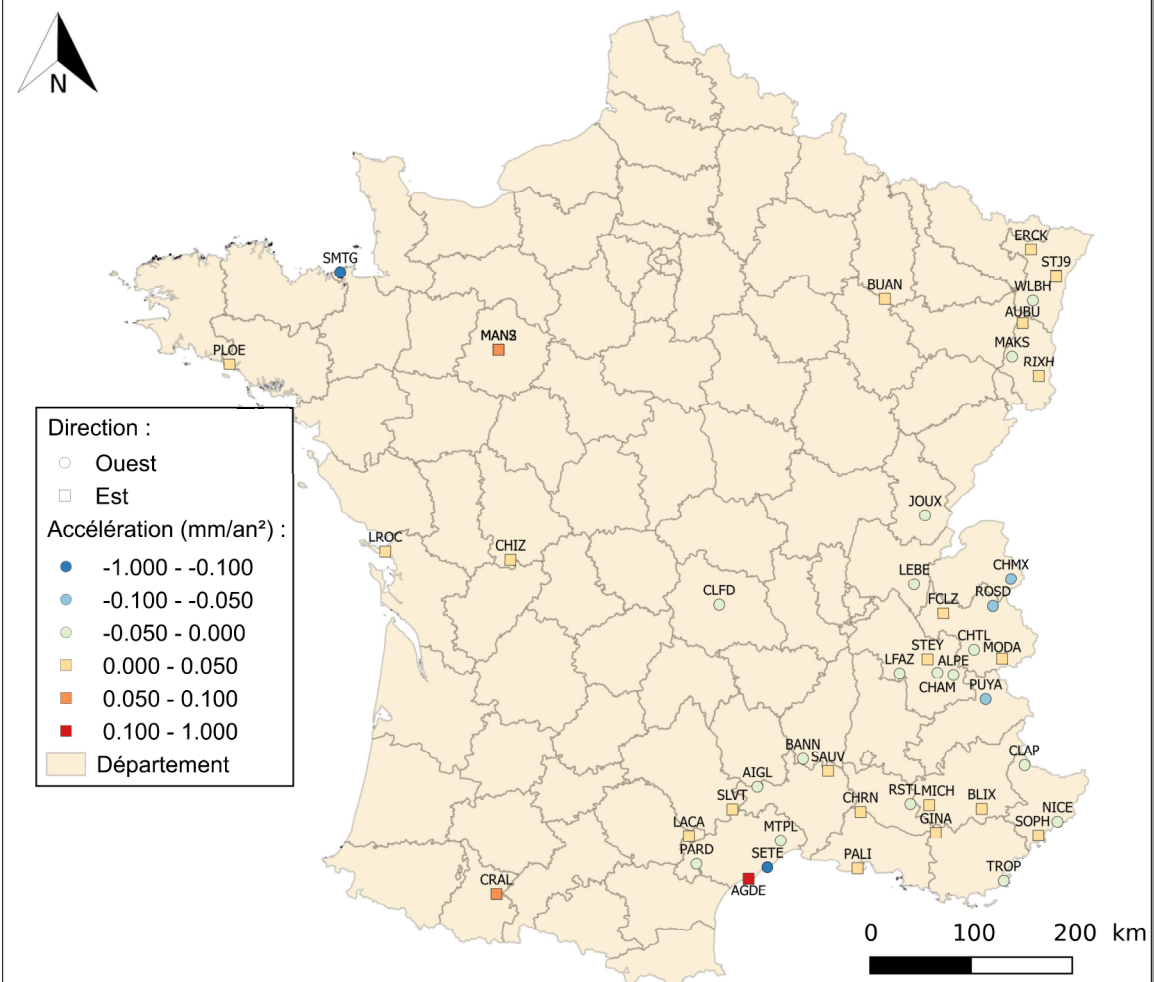 N
ERCK
STJ9
SMTG
WLBH
BUAN
AUBU
MANS
MAKS
PLOE
RIXH
Direction :
Ouest
Est
Accélération (mm/an²) :
-1.000 - -0.100
-0.100 - -0.050
-0.050 - 0.000
0.000 - 0.050
0.050 - 0.100
0.100 - 1.000
Département
JOUX
LROC
CHIZ
LEBE
CHMX
CLFD
ROSD
FCLZ
CHTL
STEY
MODA
LFAZ
ALPE
CHAM
PUYA
BANN
CLAP
SAUV
AIGL
RSTL
MICH
BLIX
SLVT
CHRN
NICE
GINA
SOPH
LACA
MTPL
PARD
SETE
PALI
TROP
CRAL
AGDE
0 100 200 km